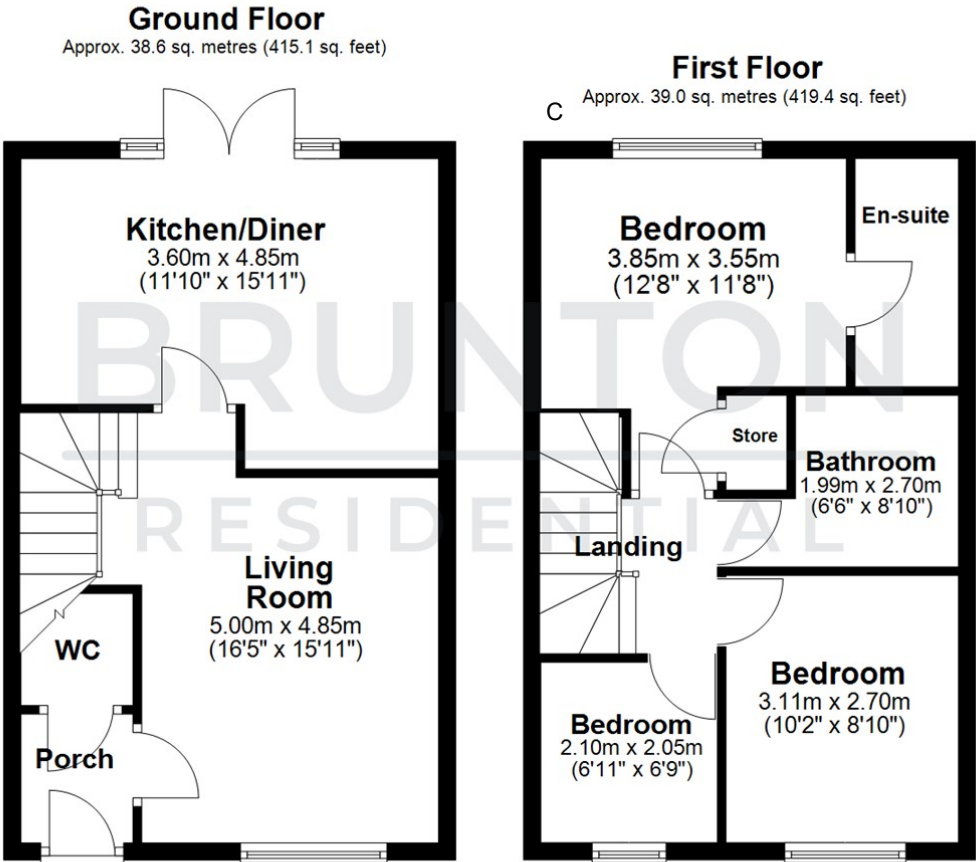 Ground Floor
Approx. 38.6 sq. metres (415.1 sq. feet)
Kitchen/Diner
3.60m x 4.85m
(11'10" x 15'11")
Living
Room
5.00m x 4.85m
(16'5" x 15'11")
WC
Porch
First Floor
Approx. 39.0 sq. metres (419.4 sq. feet)
C
Bedroom
3.85m x 3.55m
(12'8" x 11'8")
En-suite
Store
Bathroom
1.99m x 2.70m
(6'6" x 8'10")
Landing
Bedroom
2.10m x 2.05m
(6'11" x 6'9")
Bedroom
3.11m x 2.70m
(10'2" x 8'10")
BRUNTON
RESIDENTIAL